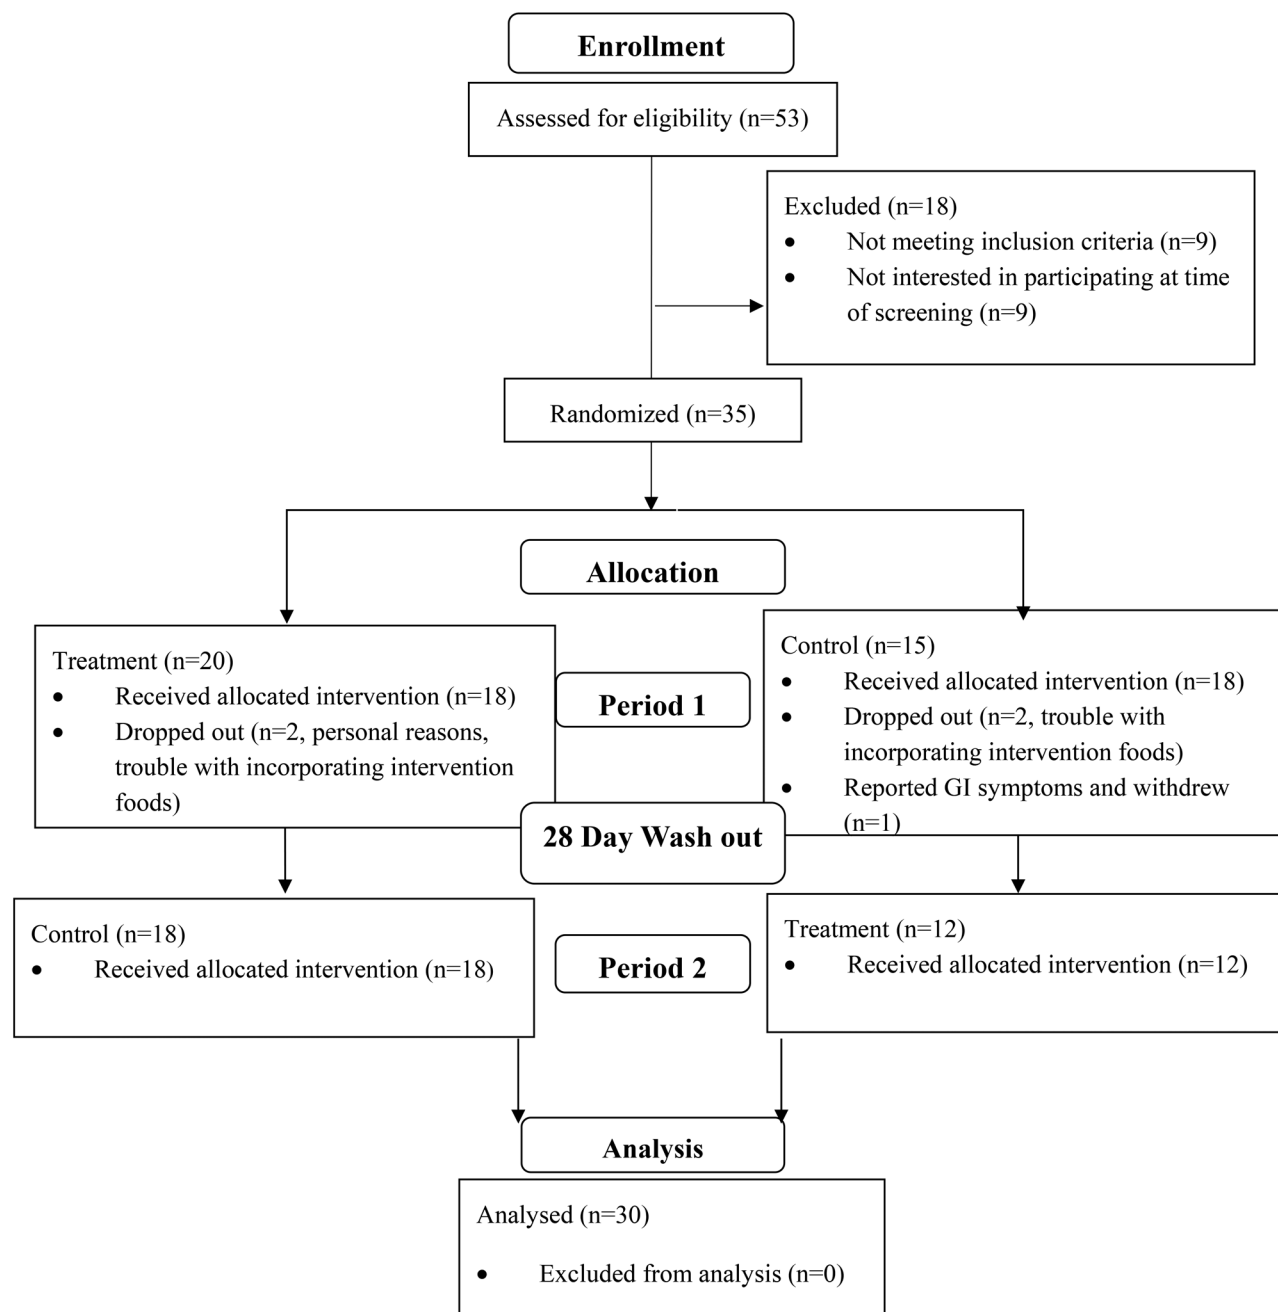 Enrollment
Assessed for eligibility (n=53)
Excluded (n=18)
• Not meeting inclusion criteria (n=9)
• Not interested in participating at time
of screening (n=9)
Randomized (n=35)
Allocation
Treatment (n=20)
• Received allocated intervention (n=18)
• Dropped out (n=2, personal reasons,
trouble with incorporating intervention
foods)
Period 1
Control (n=15)
• Received allocated intervention (n=18)
• Dropped out (n=2, trouble with
incorporating intervention foods)
• Reported GI symptoms and withdrew
(n=1)
28 Day Wash out
Control (n=18)
• Received allocated intervention (n=18)
Period 2
Treatment (n=12)
• Received allocated intervention (n=12)
Analysis
Analysed (n=30)
• Excluded from analysis (n=0)